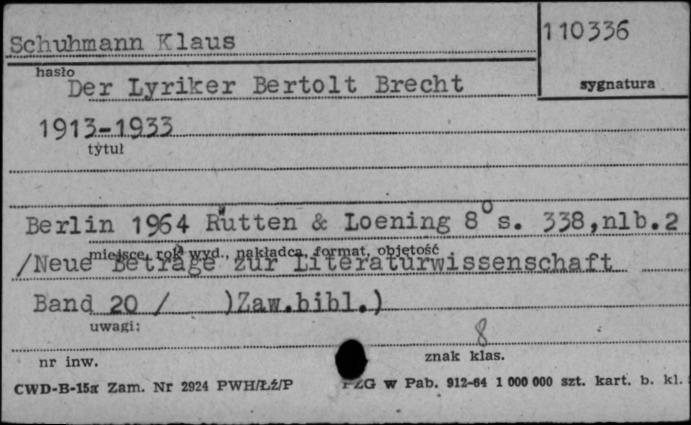 Schuhmann Klaus
110336
hasło
Der Lyriker Bertolt Brecht
sygnatura
1913-1933
tytuł
Berlin 1964 Rütten & Loening 8° s. 338,nlb.2
miejsce, rok wyd., nakładca, format, objętość
/Neue Beträge zur Literaturwissenschaft
Band 20 / )Zaw.bibl.)
uwagi:
8
nr inw.
znak klas.
CWD-B-15a Zam. Nr 2924 PWH/Łź/P
PZG w Pab. 912-64 1 000 000 szt. kart. b. kl.